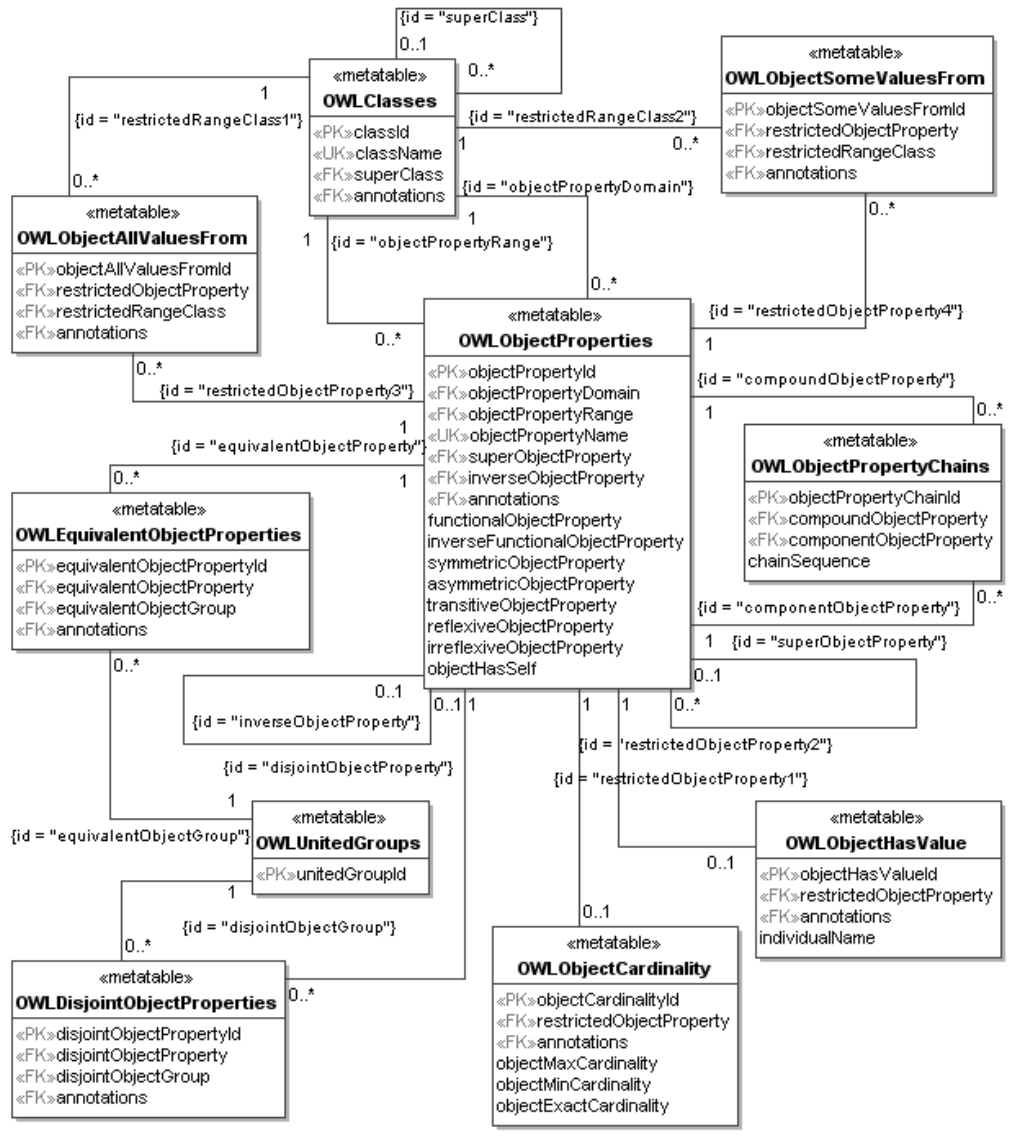 {id = "superClass"}
0..1
0..*
«metatable»
OWLClasses
«PK»classId
«UK»className
«FK»superClass
«FK»annotations
«metatable»
OWLObjectSomeValuesFrom
«PK»objectSomeValuesFromId
«FK»restrictedObjectProperty
«FK»restrictedRangeClass
«FK»annotations
1
{id = "restrictedRangeClass1"}
0..*
{id = "restrictedRangeClass2"}
1
0..*
{id = "objectPropertyDomain"}
1
0..*
1
{id = "objectPropertyRange"}
0..*
«metatable»
OWLObjectAllValuesFrom
«PK»objectAllValuesFromId
«FK»restrictedObjectProperty
«FK»restrictedRangeClass
«FK»annotations
0..*
{id = "restrictedObjectProperty3"}
1
0..*
{id = "restrictedObjectProperty4"}
1
«metatable»
OWLObjectProperties
«PK»objectPropertyId
«FK»objectPropertyDomain
«FK»objectPropertyRange
«UK»objectPropertyName
«FK»superObjectProperty
«FK»inverseObjectProperty
«FK»annotations
functionalObjectProperty
inverseFunctionalObjectProperty
symmetricObjectProperty
asymmetricObjectProperty
transitiveObjectProperty
reflexiveObjectProperty
irreflexiveObjectProperty
objectHasSelf
{id = "compoundObjectProperty"}
1
0..*
«metatable»
OWLObjectPropertyChains
«PK»objectPropertyChainId
«FK»compoundObjectProperty
«FK»componentObjectProperty
chainSequence
0..*
{id = "componentObjectProperty"}
1
{id = "equivalentObjectProperty"}
0..*
1
«metatable»
OWLEquivalentObjectProperties
«PK»equivalentObjectPropertyId
«FK»equivalentObjectProperty
«FK»equivalentObjectGroup
«FK»annotations
0..*
{id = "superObjectProperty"}
0..1
0..*
0..1
{id = "inverseObjectProperty"}
0..1
1
1
1
{id = "restrictedObjectProperty2"}
{id = "disjointObjectProperty"}
{id = "restrictedObjectProperty1"}
1
{id = "equivalentObjectGroup"}
«metatable»
OWLUnitedGroups
«PK»unitedGroupId
1
{id = "disjointObjectGroup"}
0..*
«metatable»
OWLObjectHasValue
«PK»objectHasValueId
«FK»restrictedObjectProperty
«FK»annotations
individualName
0..1
0..1
«metatable»
OWLObjectCardinality
«PK»objectCardinalityId
«FK»restrictedObjectProperty
«FK»annotations
objectMaxCardinality
objectMinCardinality
objectExactCardinality
«metatable»
OWLDisjointObjectProperties
«PK»disjointObjectPropertyId
«FK»disjointObjectProperty
«FK»disjointObjectGroup
«FK»annotations
0..*